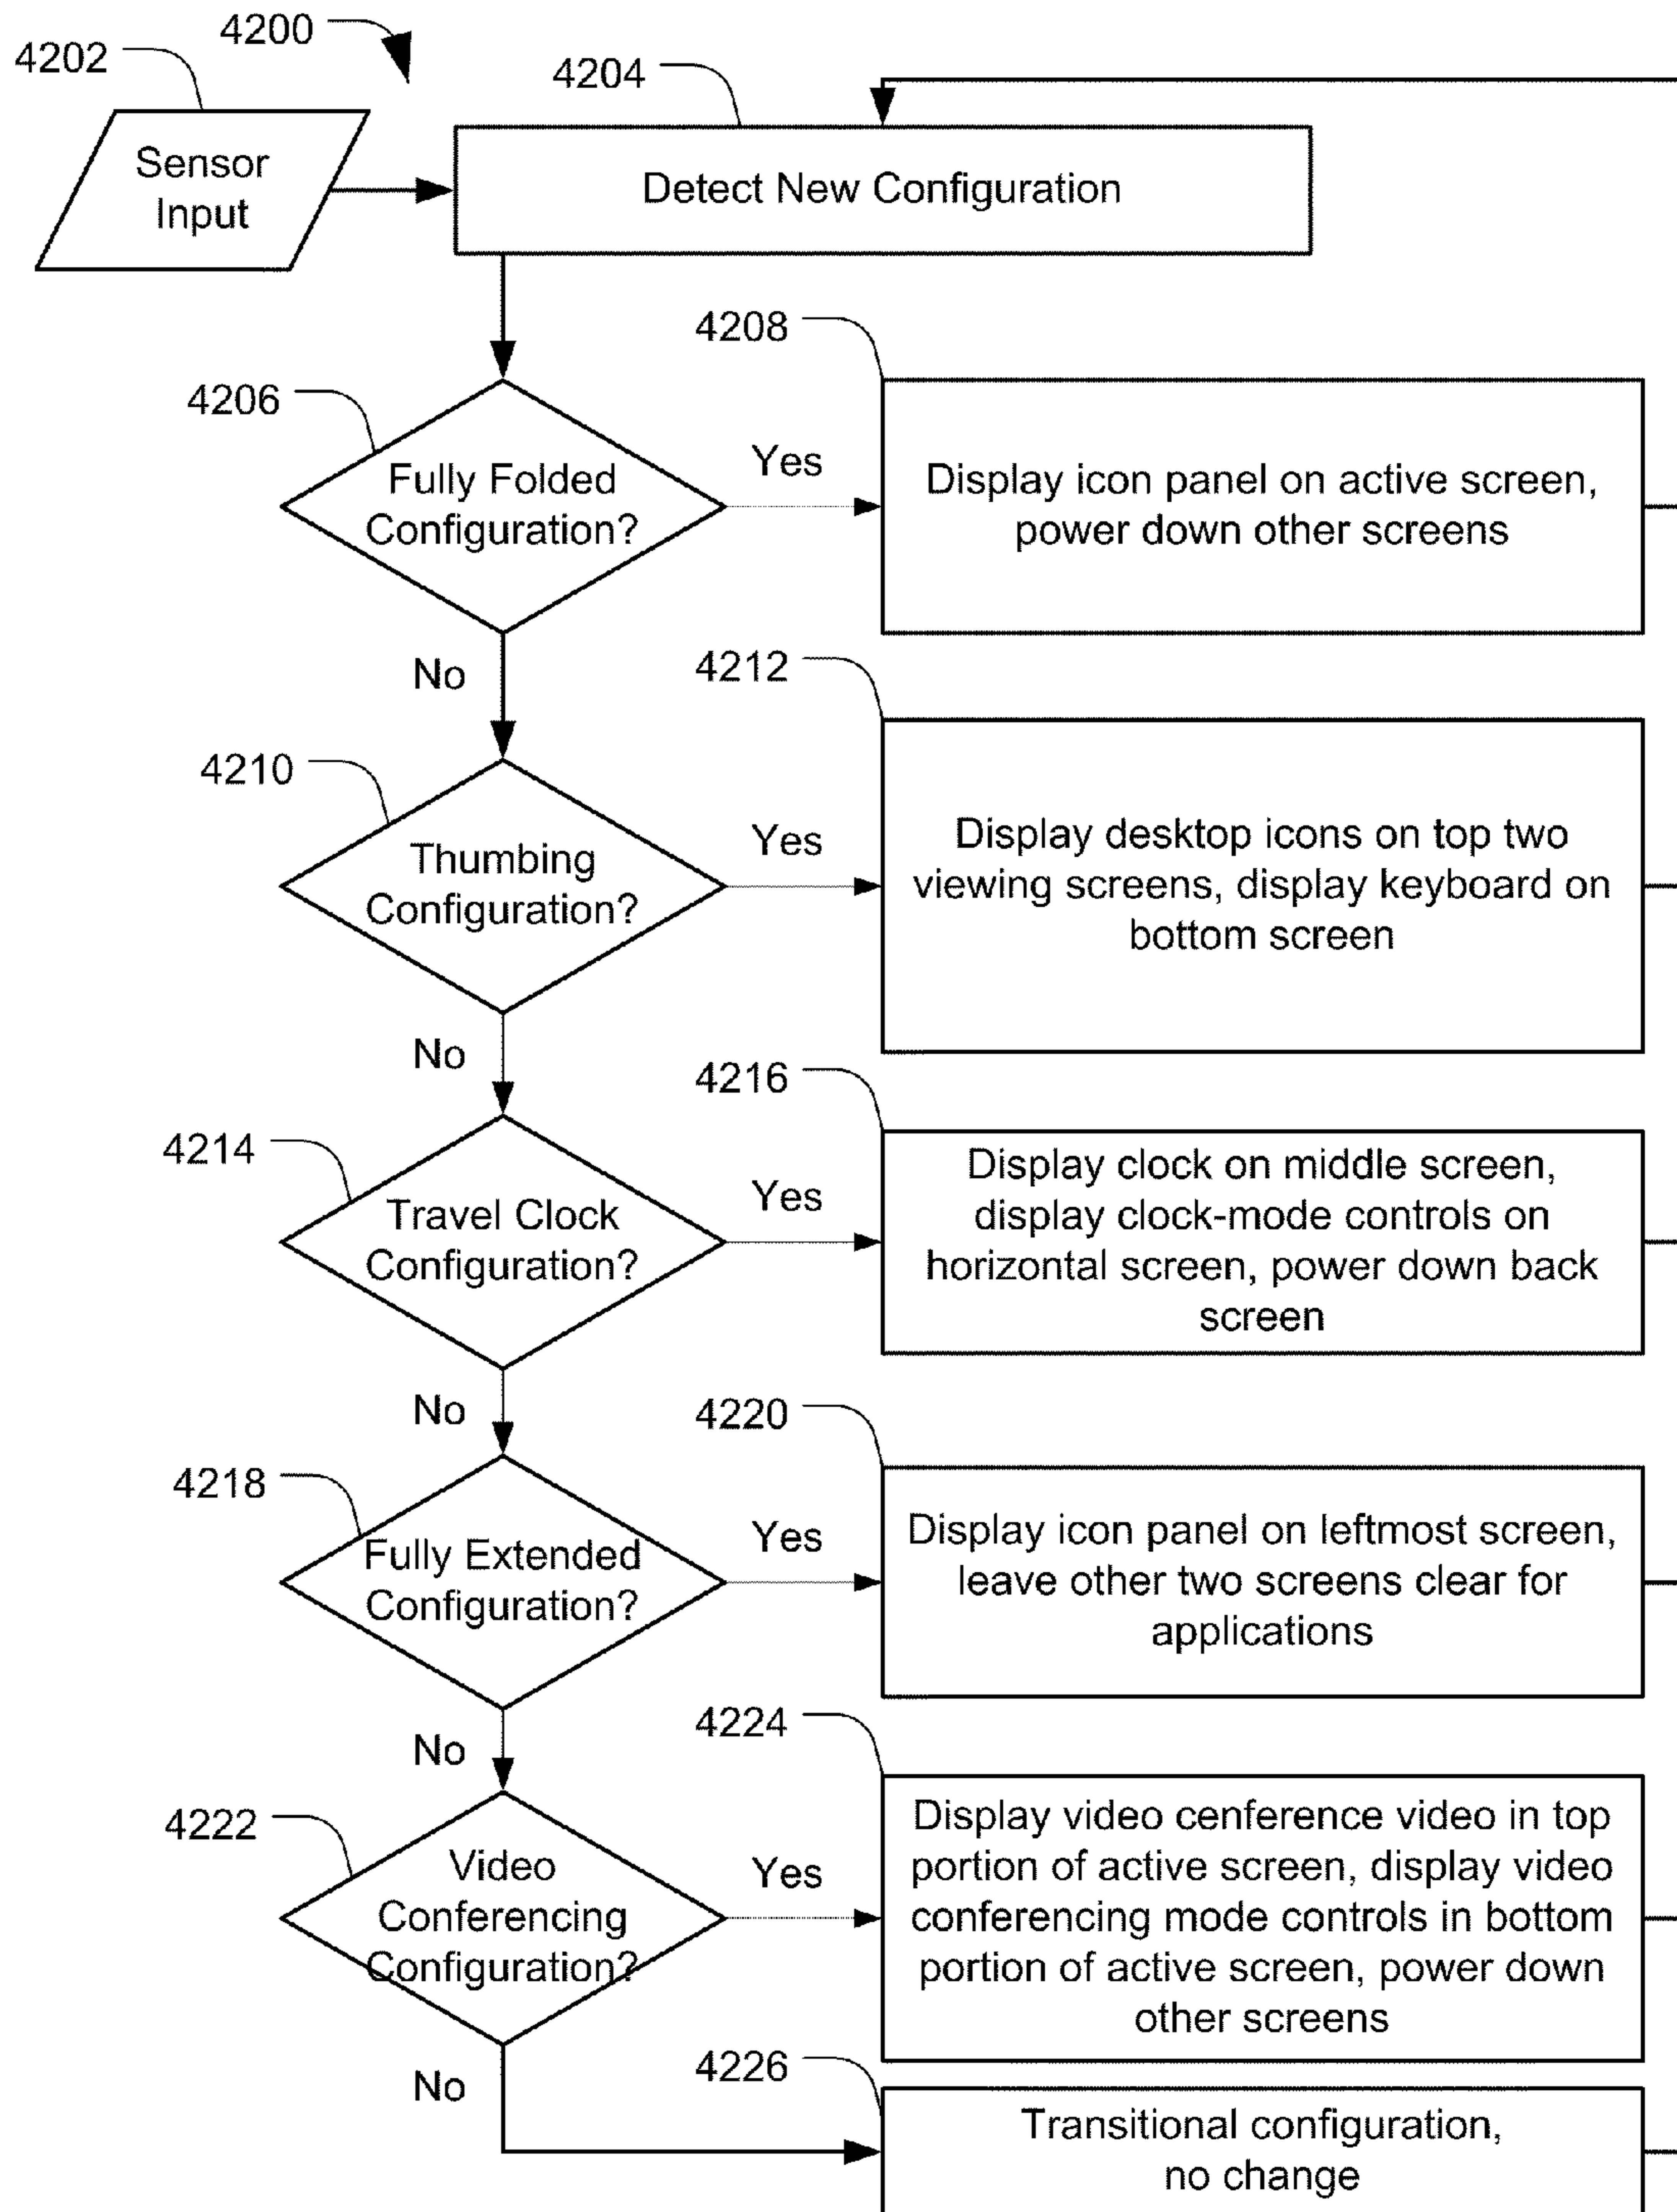 4200
4202
4204
Sensor
Input
Detect New Configuration
4206
4208
Fully Folded
Configuration?
Yes
Display icon panel on active screen,
power down other screens
No
4210
4212
Thumbing
Configuration?
Yes
Display desktop icons on top two
viewing screens, display keyboard on
bottom screen
No
4214
4216
Travel Clock
Configuration?
Yes
Display clock on middle screen,
display clock-mode controls on
horizontal screen, power down back
screen
No
4218
4220
Fully Extended
Configuration?
Yes
Display icon panel on leftmost screen,
leave other two screens clear for
applications
No
4222
4224
Video
Conferencing
Configuration?
Yes
Display video cenference video in top
portion of active screen, display video
conferencing mode controls in bottom
portion of active screen, power down
other screens
No
4226
Transitional configuration,
no change